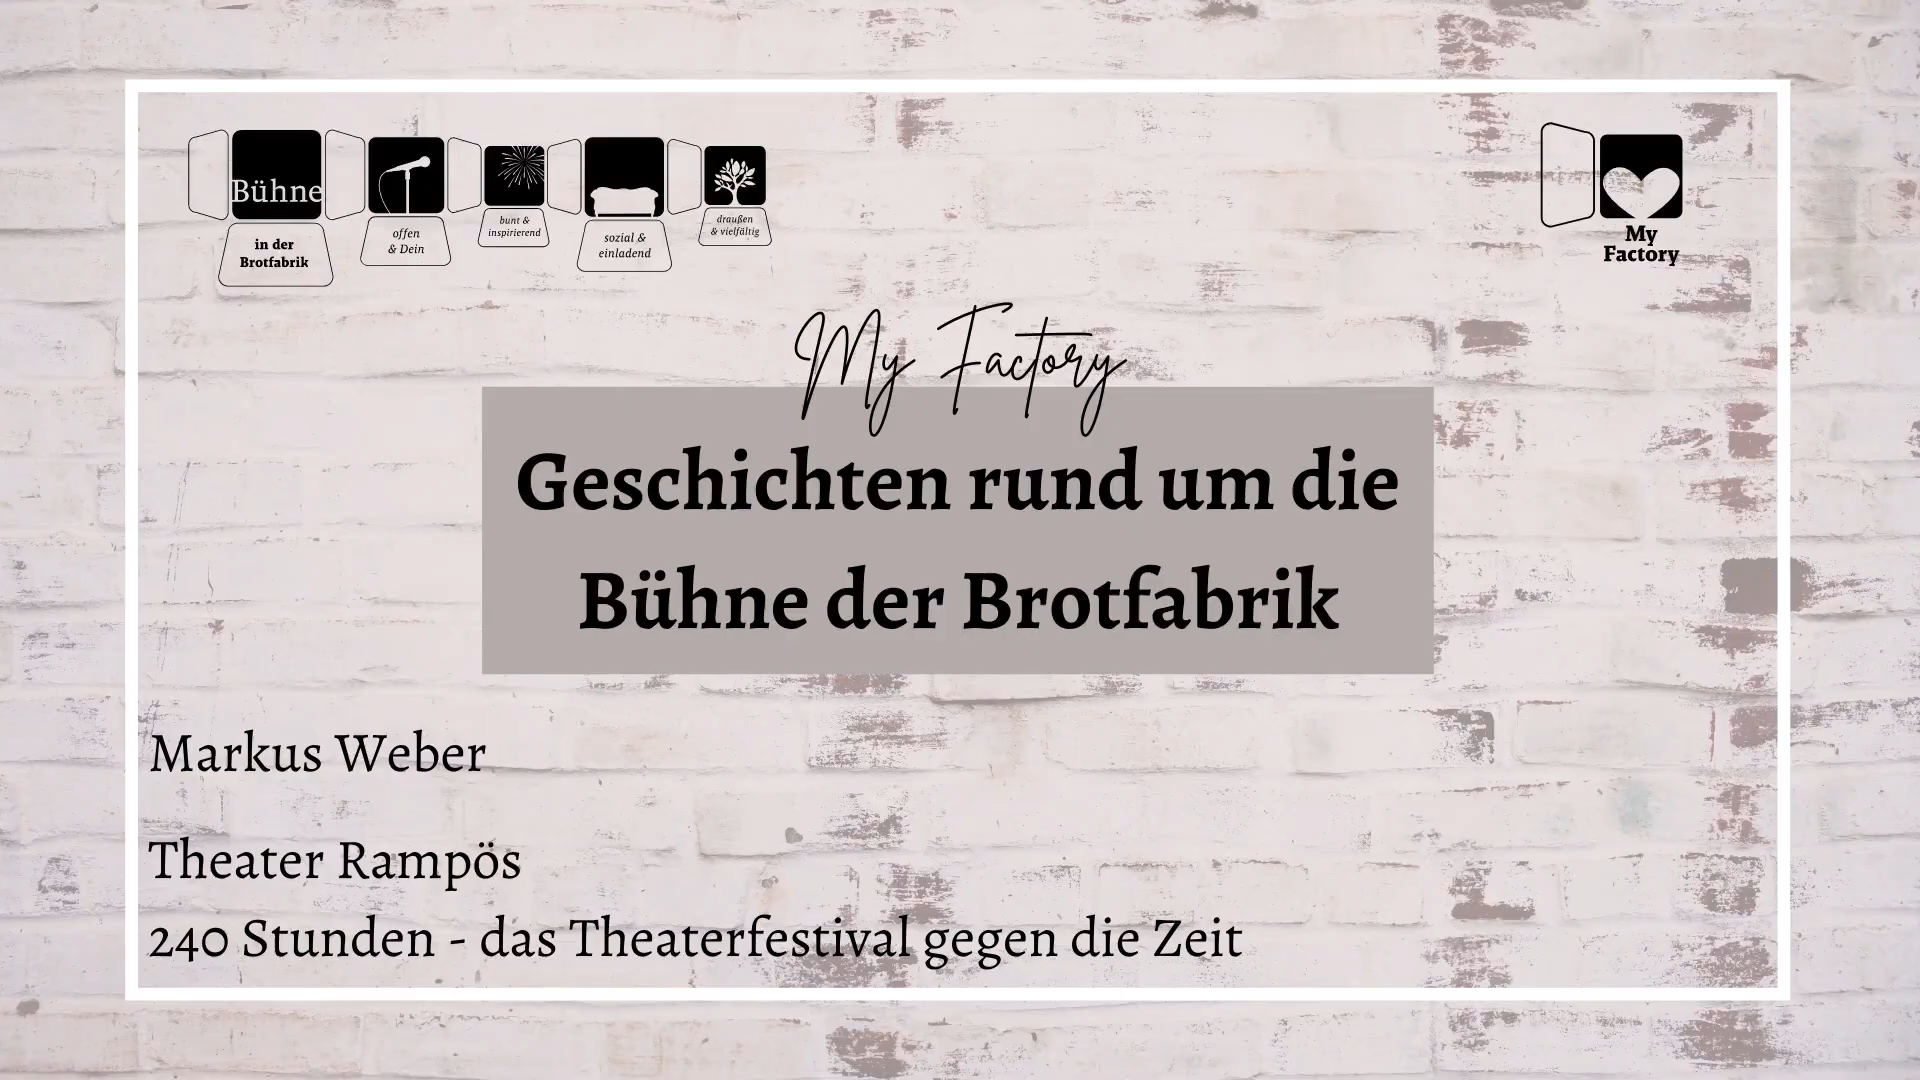 Bühne
in der
Brotfabrik
offen
& Dein
bunt &
inspirierend
sozial &
einladend
draußen
& vielfältig
My
Factory
My Factory
Geschichten rund um die
Bühne der Brotfabrik
Markus Weber
Theater Rampös
240 Stunden - das Theaterfestival gegen die Zeit